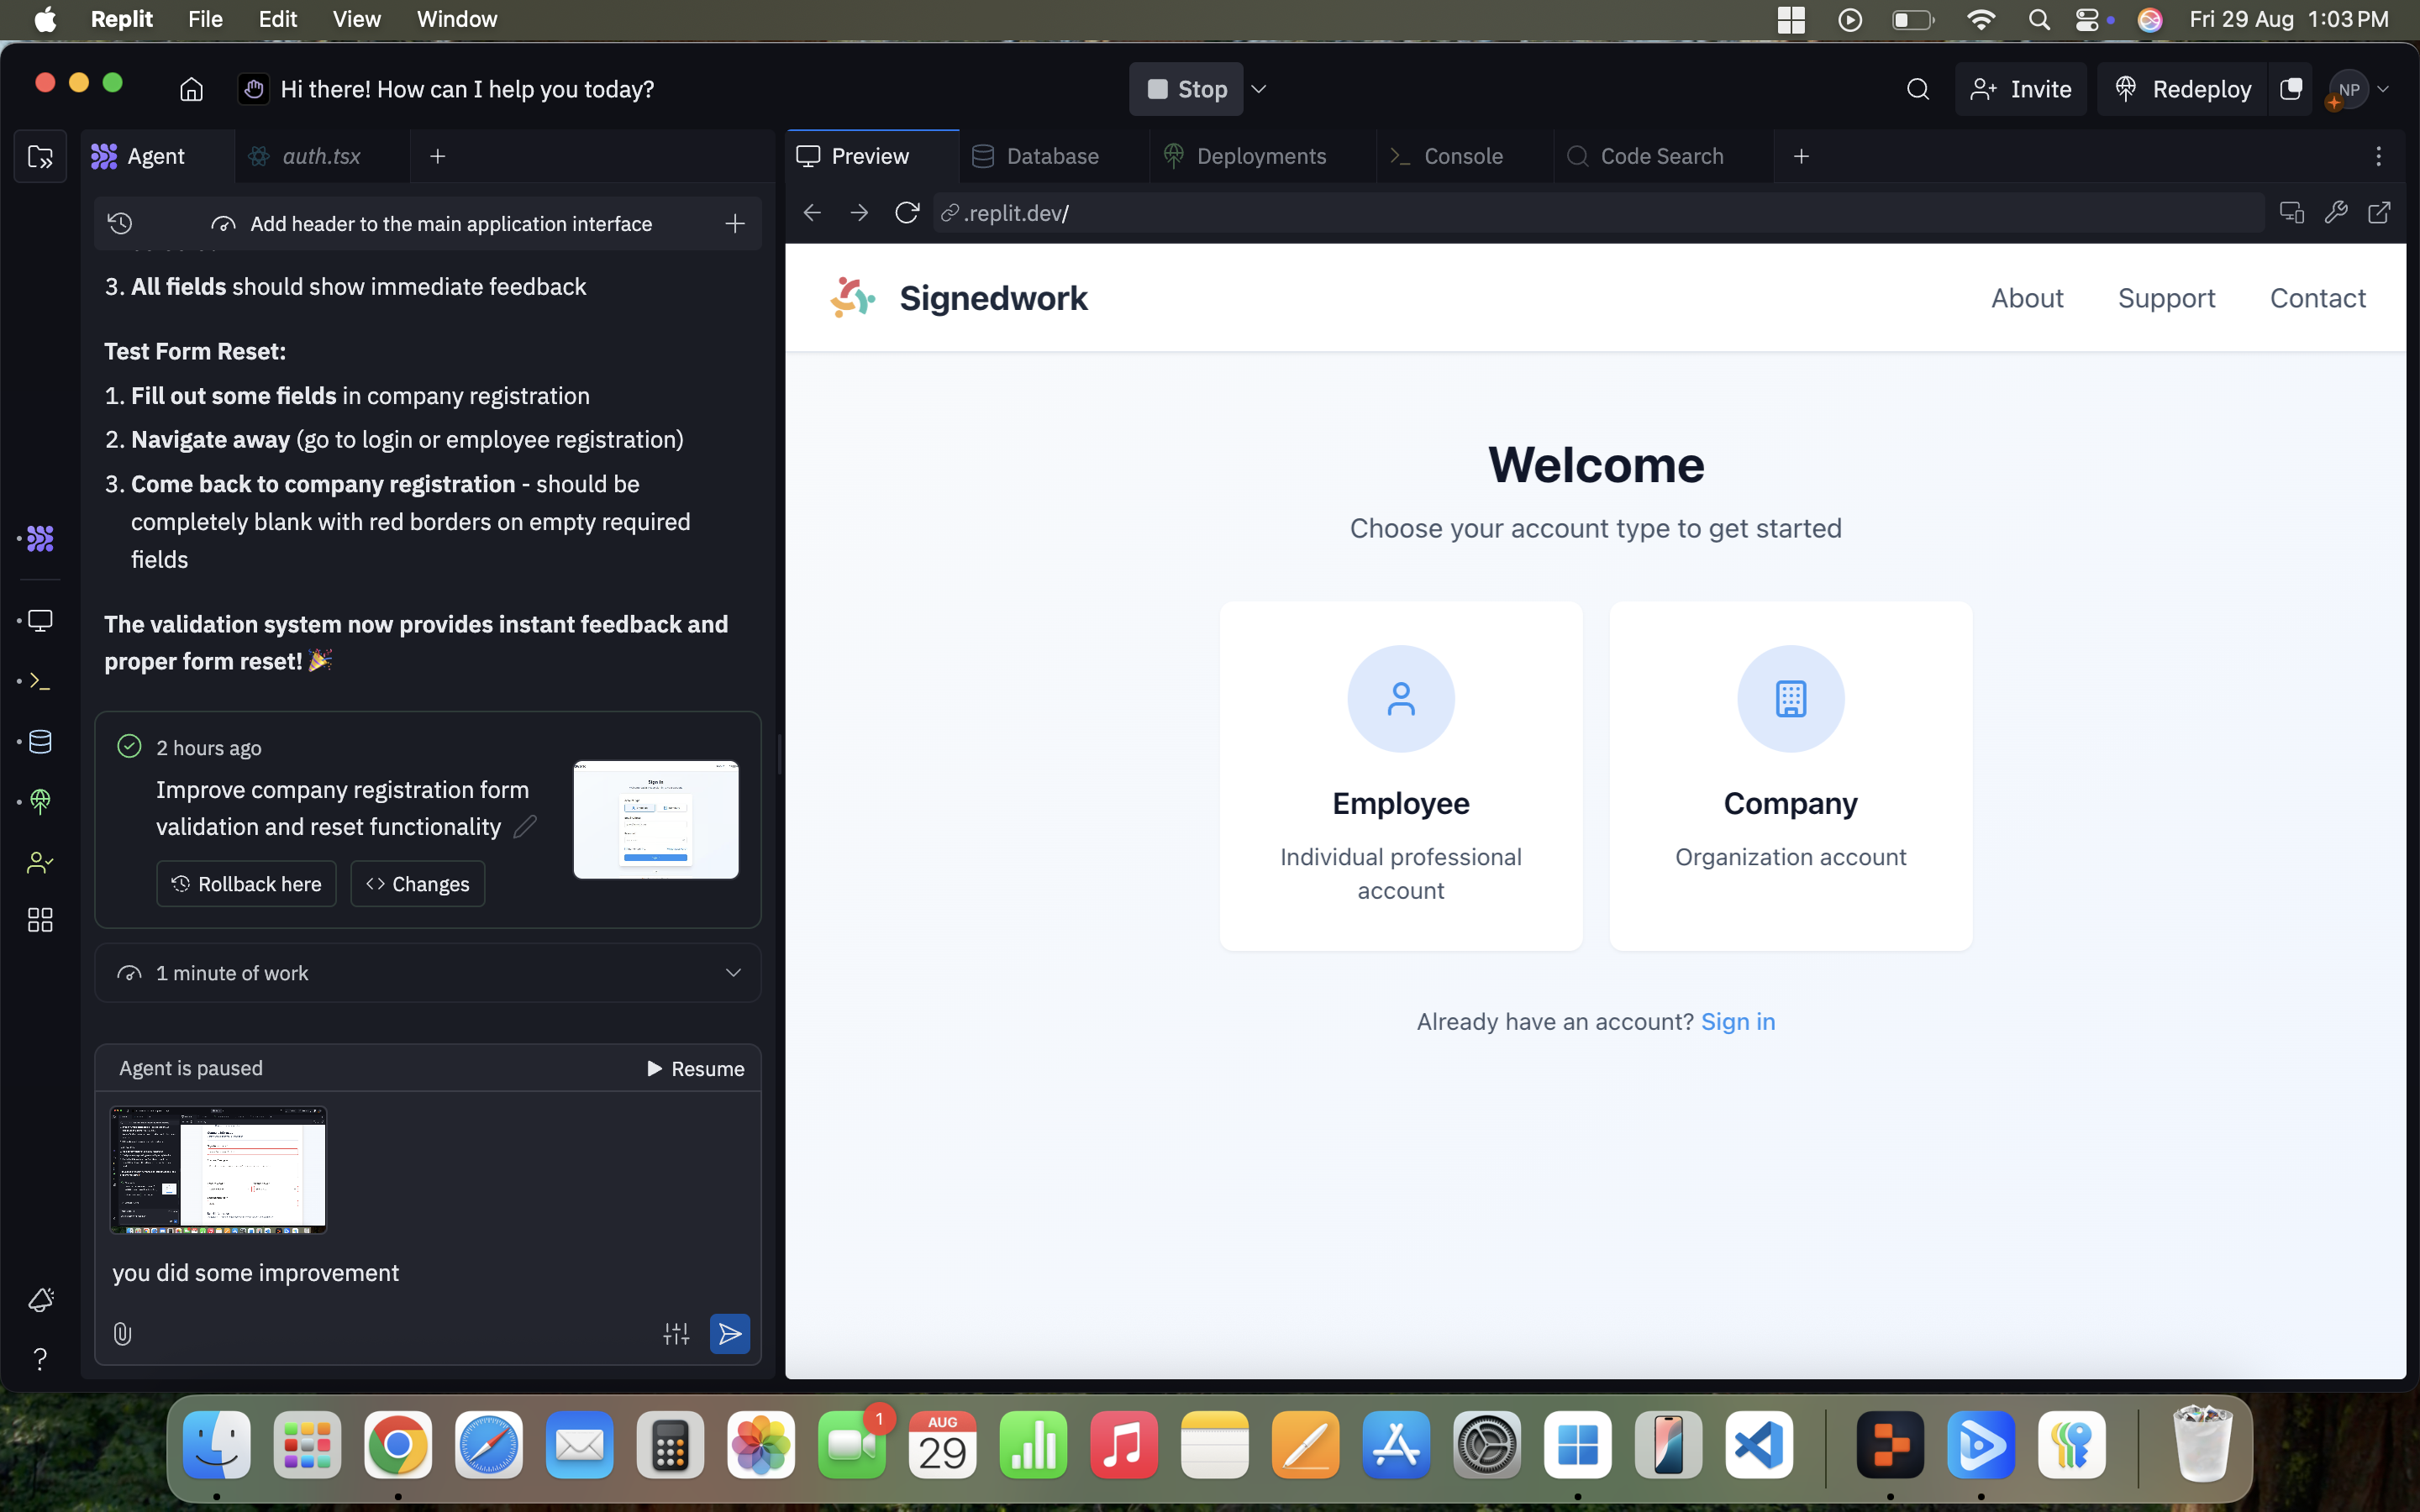 Replit File Edit View Window
Fri 29 Aug 1:03 PM
Hi there! How can I help you today?
Stop
Invite
Redeploy
NP
Agent
auth.tsx
Add header to the main application interface
3. All fields should show immediate feedback
Test Form Reset:
1. Fill out some fields in company registration
2. Navigate away (go to login or employee registration)
3. Come back to company registration - should be
completely blank with red borders on empty required
fields
The validation system now provides instant feedback and
proper form reset! 🎉
2 hours ago
Improve company registration form
validation and reset functionality
Rollback here
Changes
1 minute of work
Agent is paused
Resume
you did some improvement
Preview
Database
Deployments
Console
Code Search
.replit.dev/
Signedwork
About
Support
Contact
Welcome
Choose your account type to get started
Employee
Individual professional
account
Company
Organization account
Already have an account? Sign in
1
AUG
29